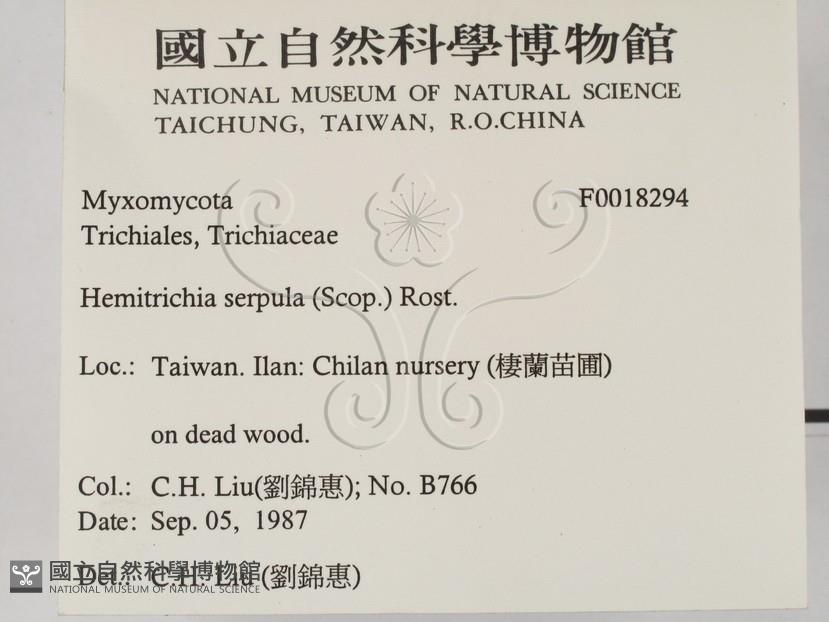 國立自然科學博物館
NATIONAL MUSEUM OF NATURAL SCIENCE
TAICHUNG, TAIWAN, R.O.CHINA
Myxomycota F0018294
Trichiales, Trichiaceae
Hemitrichia serpula (Scop.) Rost.
Loc.: Taiwan. Ilan: Chilan nursery (棲蘭苗圃)
on dead wood.
Col.: C.H. Liu(劉錦惠); No. B766
Date: Sep. 05, 1987
Det.: C.H. Liu (劉錦惠)
國立自然科學博物館
NATIONAL MUSEUM OF NATURAL SCIENCE